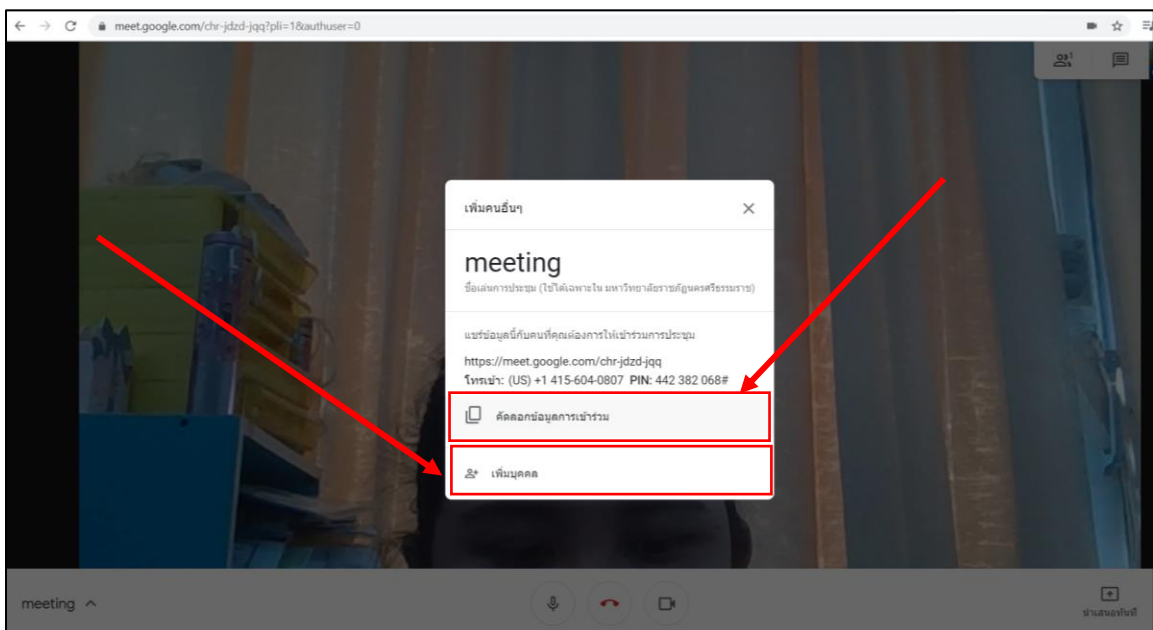 meet.google.com/chr-jdzd-jqq?pli=1&authuser=0
1
เพิ่มคนอื่นๆ
meeting
ชื่อเล่นการประชุม (ใช้ได้เฉพาะใน มหาวิทยาลัยราชภัฏนครศรีธรรมราช)
แชร์ข้อมูลนี้กับคนที่คุณต้องการให้เข้าร่วมการประชุม
https://meet.google.com/chr-jdzd-jqq
โทรเข้า: (US) +1 415-604-0807 PIN: 442 382 068#
คัดลอกข้อมูลการเข้าร่วม
เพิ่มบุคคล
meeting
นำเสนอทันที